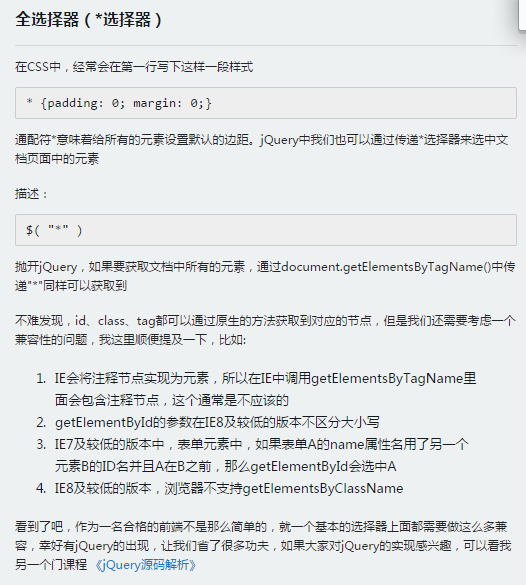 全选择器（*选择器）
在CSS中，经常会在第一行写下这样一段样式
* {padding: 0; margin: 0;}
通配符*意味着给所有的元素设置默认的边距。jQuery中我们也可以通过传递*选择器来选中文
档页面中的元素
描述：
$( "*" )
抛开jQuery，如果要获取文档中所有的元素，通过document.getElementsByTagName()中传
递"*"同样可以获取到
不难发现，id、class、tag都可以通过原生的方法获取到对应的节点，但是我们还需要考虑一个
兼容性的问题，我这里顺便提及一下，比如:
1. IE会将注释节点实现为元素，所以在IE中调用getElementsByTagName里
面会包含注释节点，这个通常是不应该的
2. getElementById的参数在IE8及较低的版本不区分大小写
3. IE7及较低的版本中，表单元素中，如果表单A的name属性名用了另一个
元素B的ID名并且A在B之前，那么getElementById会选中A
4. IE8及较低的版本，浏览器不支持getElementsByClassName
看到了吧，作为一名合格的前端不是那么简单的，就一个基本的选择器上面都需要做这么多兼
容，幸好有jQuery的出现，让我们省了很多功夫，如果大家对jQuery的实现感兴趣，可以看我
另一个门课程 《jQuery源码解析》